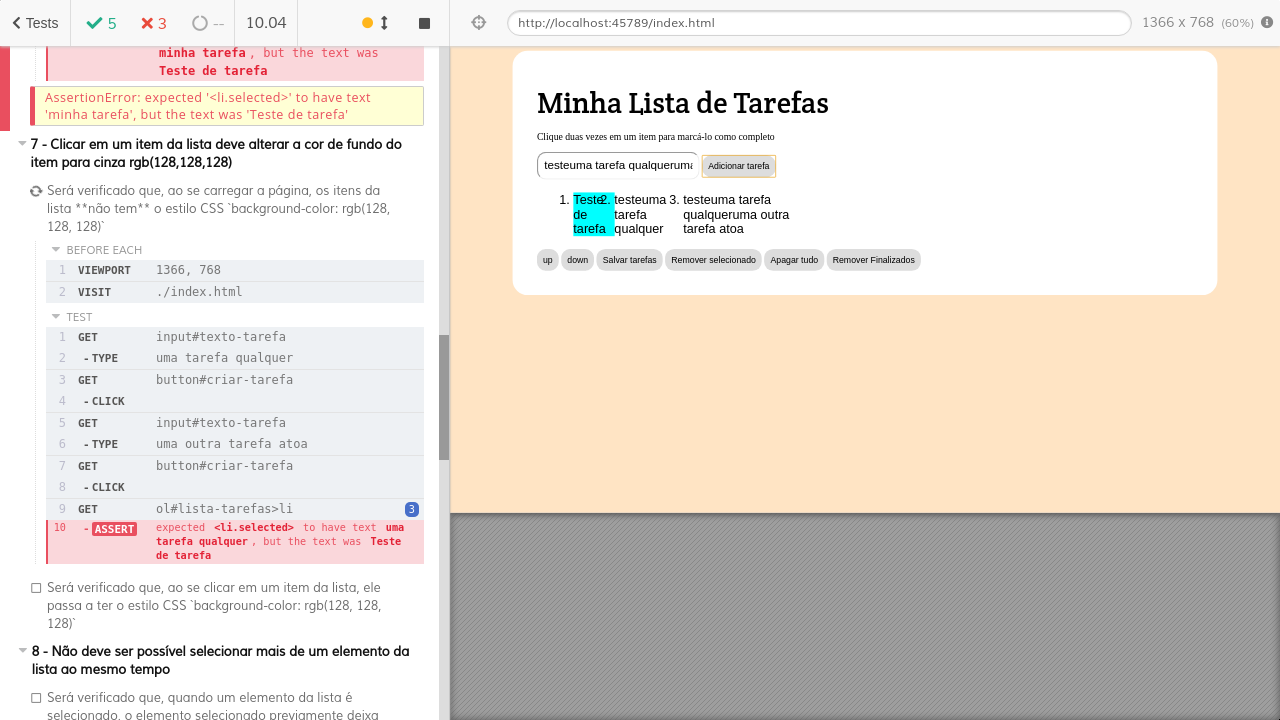 Tests
5
3
--
10.04
http://localhost:45789/index.html
1366 x 768 (60%)
minha tarefa , but the text was
Teste de tarefa
AssertionError: expected '<li.selected>' to have text
'minha tarefa', but the text was 'Teste de tarefa'
7 - Clicar em um item da lista deve alterar a cor de fundo do
item para cinza rgb(128,128,128)
Será verificado que, ao se carregar a página, os itens da
lista **não tem** o estilo CSS `background-color: rgb(128,
128, 128)`
BEFORE EACH
1 VIEWPORT 1366, 768
2 VISIT ./index.html
TEST
1 GET input#texto-tarefa
2 -TYPE uma tarefa qualquer
3 GET button#criar-tarefa
4 -CLICK
5 GET input#texto-tarefa
6 -TYPE uma outra tarefa atoa
7 GET button#criar-tarefa
8 -CLICK
9 GET ol#lista-tarefas>li 3
10 -ASSERT expected <li.selected> to have text uma
tarefa qualquer , but the text was Teste
de tarefa
Será verificado que, ao se clicar em um item da lista, ele
passa a ter o estilo CSS `background-color: rgb(128, 128,
128)`
8 - Não deve ser possível selecionar mais de um elemento da
lista ao mesmo tempo
Será verificado que, quando um elemento da lista é
selecionado, o elemento selecionado previamente deixa
Minha Lista de Tarefas
Clique duas vezes em um item para marcá-lo como completo
testeuma tarefa qualqueruma
Adicionar tarefa
1. Teste 2. testeuma 3. testeuma tarefa
de tarefa qualqueruma outra
tarefa qualquer tarefa atoa
up down Salvar tarefas Remover selecionado Apagar tudo Remover Finalizados